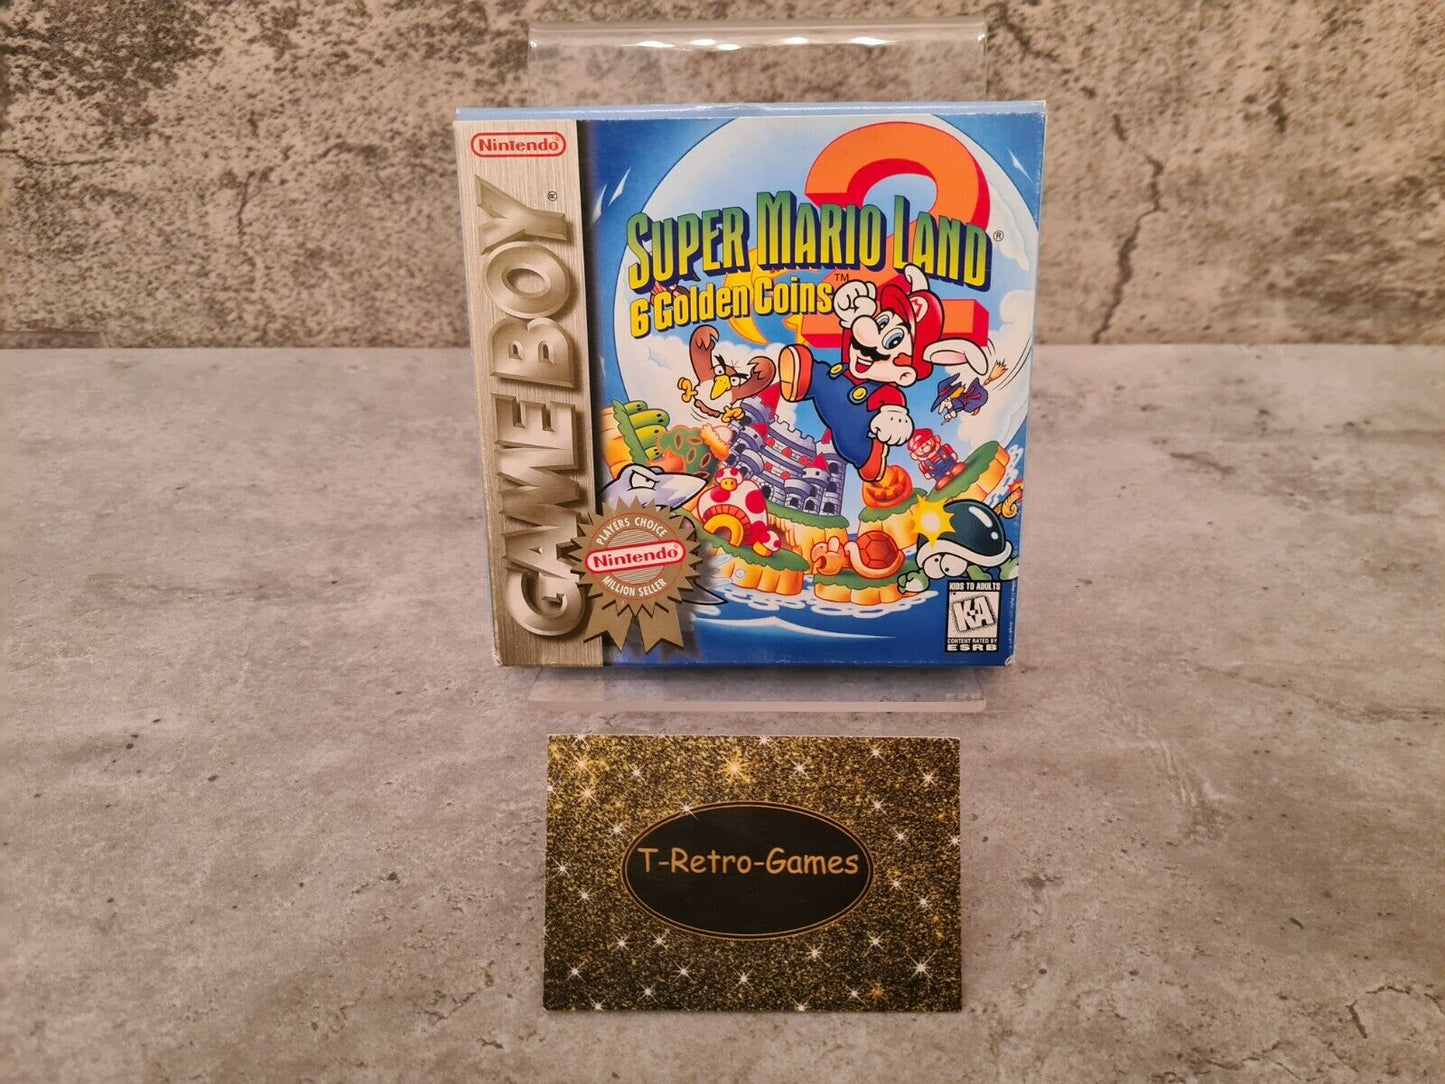 Nintendo
GAME BOY®
2
SUPER MARIO LAND®
6 Golden Coins™
M
PLAYERS CHOICE
Nintendo
MILLION SELLER
KIDS TO ADULTS
K-A
CONTENT RATED BY
ESRB
T-Retro-Games